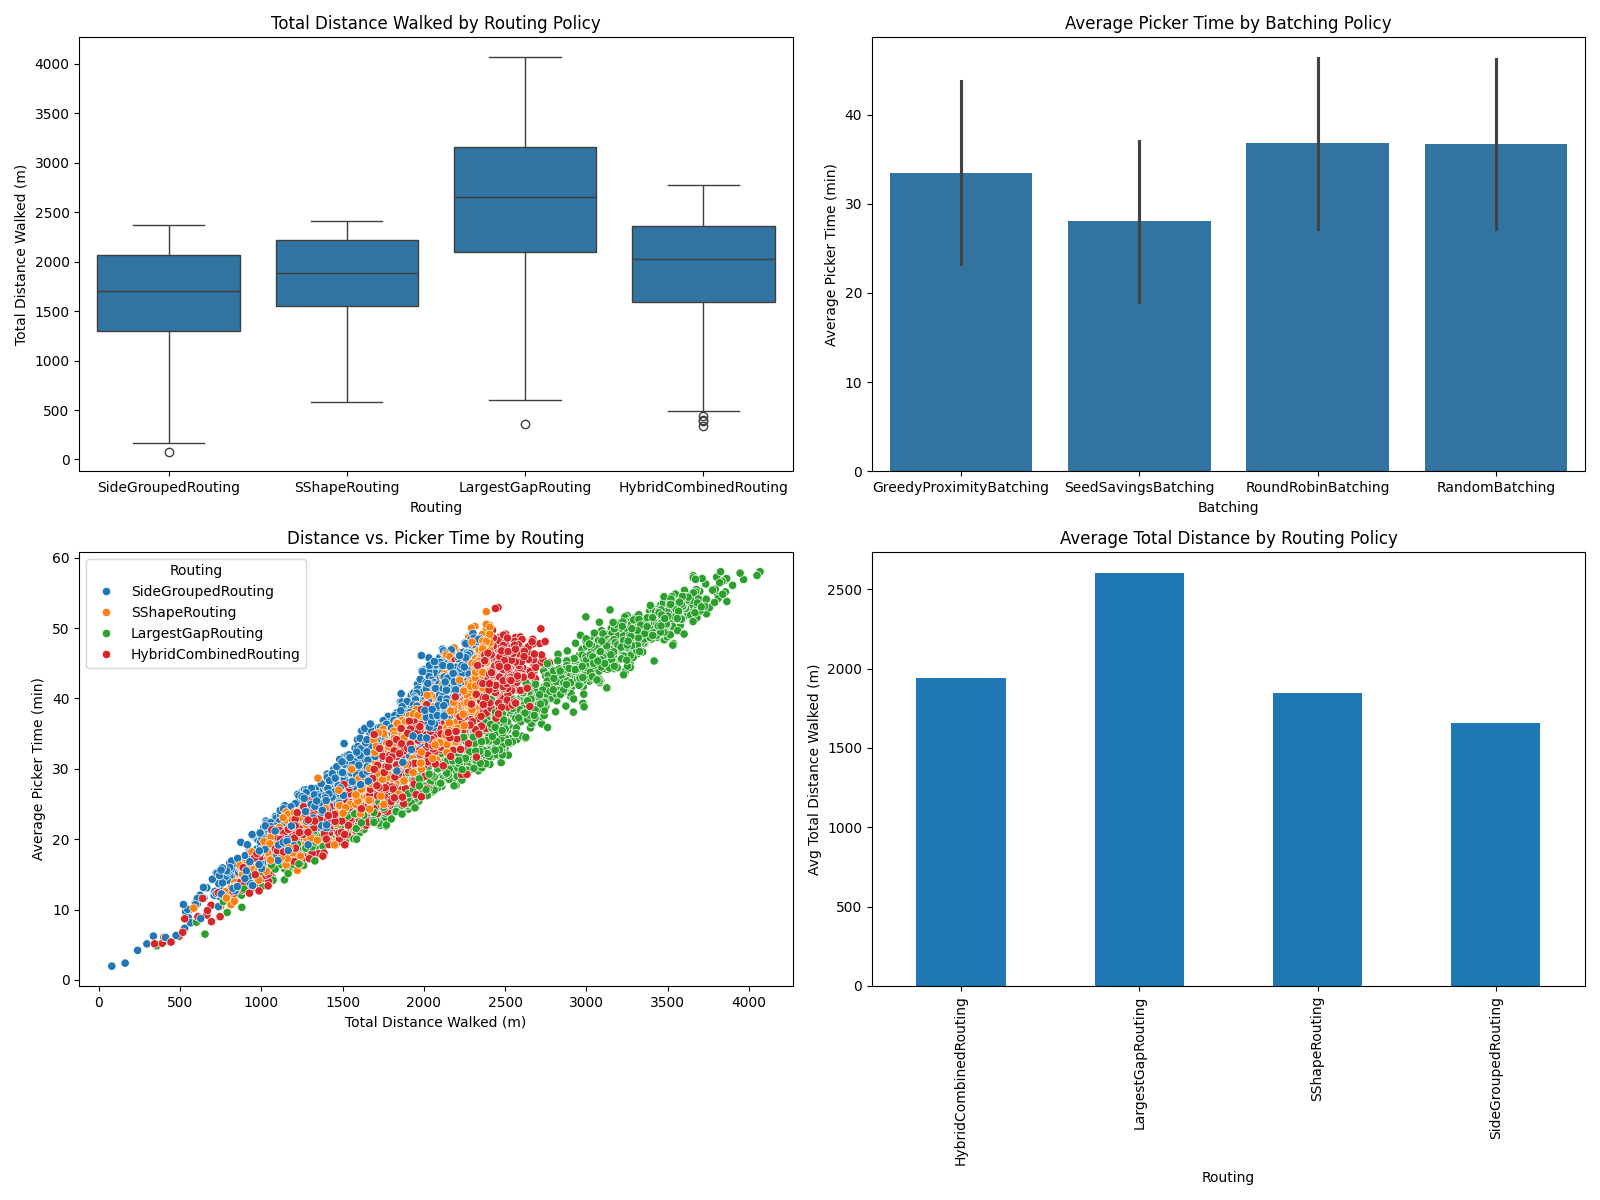 Total Distance Walked by Routing Policy
Total Distance Walked (m)
4000
3500
3000
2500
2000
1500
1000
500
0
SideGroupedRouting SShapeRouting LargestGapRouting HybridCombinedRouting
Routing
Average Picker Time by Batching Policy
Average Picker Time (min)
40
30
20
10
0
GreedyProximityBatching SeedSavingsBatching RoundRobinBatching RandomBatching
Batching
Distance vs. Picker Time by Routing
Routing
SideGroupedRouting
SShapeRouting
LargestGapRouting
HybridCombinedRouting
Average Picker Time (min)
60
50
40
30
20
10
0
0 500 1000 1500 2000 2500 3000 3500 4000
Total Distance Walked (m)
Average Total Distance by Routing Policy
Avg Total Distance Walked (m)
2500
2000
1500
1000
500
0
HybridCombinedRouting
LargestGapRouting
SShapeRouting
SideGroupedRouting
Routing